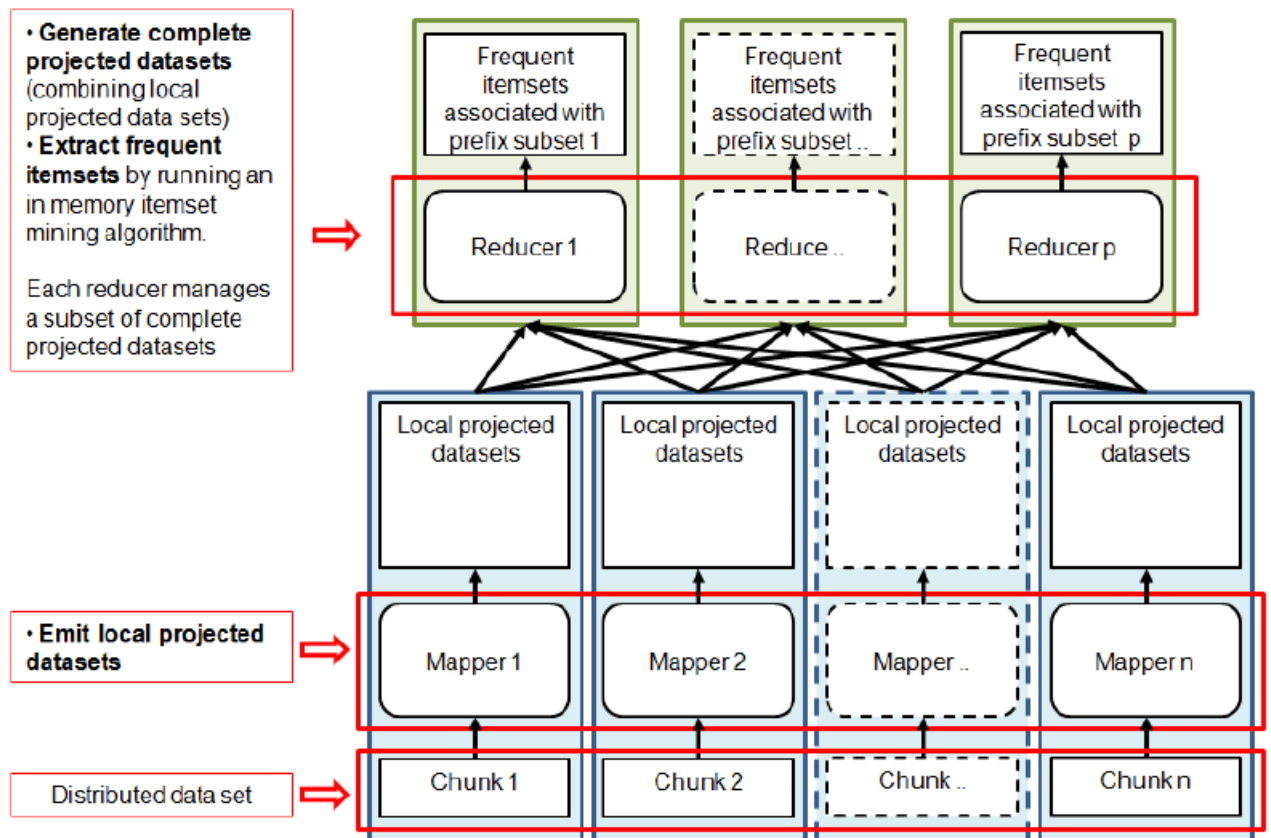 • Generate complete
projected datasets
(combining local
projected data sets)
• Extract frequent
itemsets by running an
in memory itemset
mining algorithm.
Each reducer manages
a subset of complete
projected datasets
Frequent
itemsets
associated with
prefix subset 1
Frequent
itemsets
associated with
prefix subset ..
Frequent
itemsets
associated with
prefix subset p
Reducer 1
Reduce ..
Reducer p
Local projected
datasets
Local projected
datasets
Local projected
datasets
Local projected
datasets
• Emit local projected
datasets
Mapper 1
Mapper 2
Mapper ..
Mapper n
Distributed data set
Chunk 1
Chunk 2
Chunk ..
Chunk n